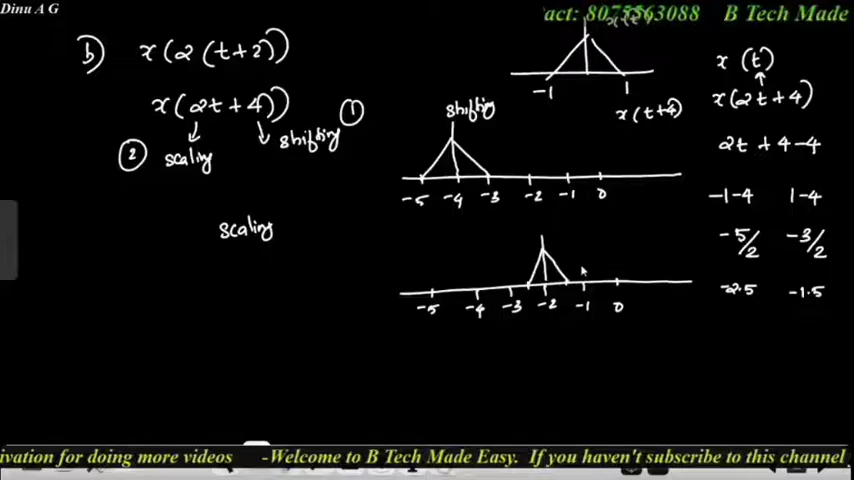 Dinu A G
act: 8075563088 B Tech Made
b) x(2(t+2))
x(2t+4))
① shifting
② scaling
scaling
x(t)
-1 1
x(t+4)
shifting
-5 -4 -3 -2 -1 0
-5 -4 -3 -2 -1 0
x(t)
x(2t+4)
2t+4-4
-1-4 1-4
-5/2 -3/2
-2.5 -1.5
ivation for doing more videos -Welcome to B Tech Made Easy. If you haven't subscribe to this channel